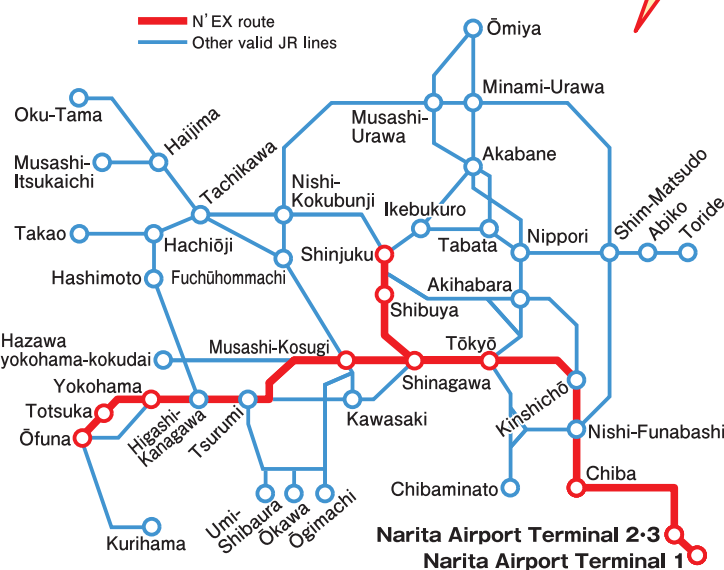 N'EX route
Other valid JR lines
Ōmiya
Oku-Tama
Haijima
Musashi-
Urawa
Minami-Urawa
Musashi-
Itsukaichi
Tachikawa
Nishi-
Kokubunji
Akabane
Ikebukuro
Takao
Hachiōji
Shinjuku
Tabata
Nippori
Shim-Matsudo
Abiko
Toride
Hashimoto
Fuchūhommachi
Akihabara
Shibuya
Hazawa
yokohama-kokudai
Musashi-Kosugi
Tōkyō
Shinagawa
Yokohama
Totsuka
Ōfuna
Higashi-
Kanagawa
Tsurumi
Kawasaki
Kinshichō
Nishi-Funabashi
Umi-
Shibaura
Ōkawa
Ōgimachi
Chibaminato
Chiba
Kurihama
Narita Airport Terminal 2·3
Narita Airport Terminal 1